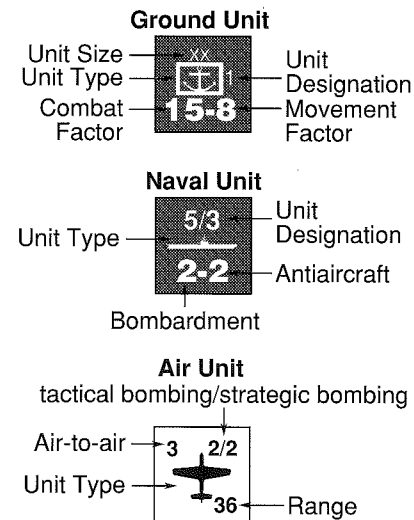 Ground Unit
Unit Size
XX
Unit
Unit Type
1
Designation
Combat
15-8
Movement
Factor
Factor
Naval Unit
5/3
Unit
Unit Type
Designation
2-2
Antiaircraft
Bombardment
Air Unit
tactical bombing/strategic bombing
Air-to-air
3
2/2
Unit Type
36
Range